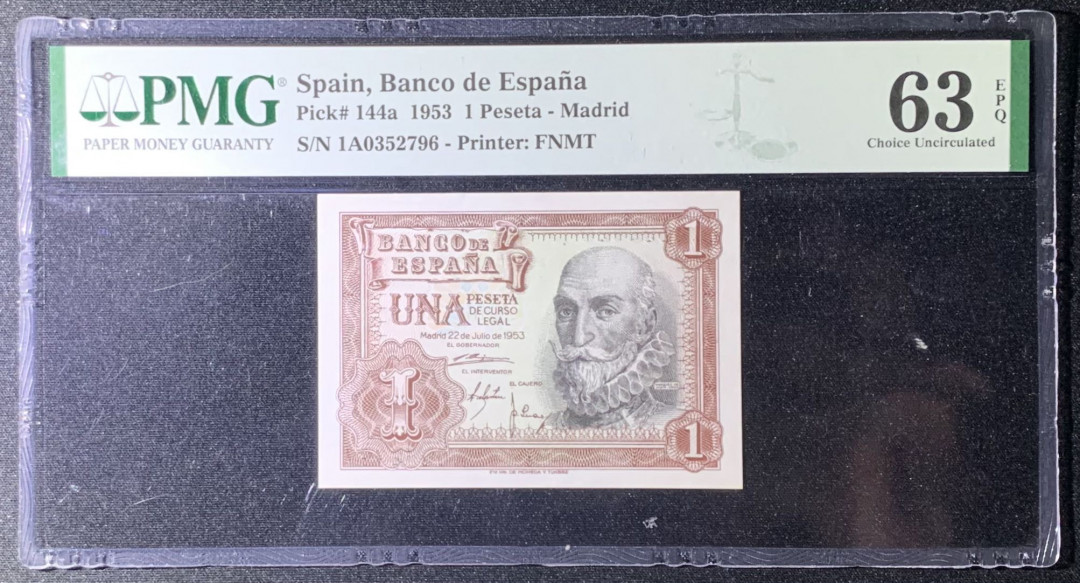 PMG®
PAPER MONEY GUARANTY
Spain, Banco de España
Pick# 144a 1953 1 Peseta - Madrid
S/N 1A0352796 - Printer: FNMT
63
EPQ
Choice Uncirculated
BANCO DE
ESPAÑA
1
UNA PESETA
DE CURSO
LEGAL
Madrid 22 de Julio de 1953
EL GOBERNADOR
EL INTERVENTOR
EL CAJERO
1
1